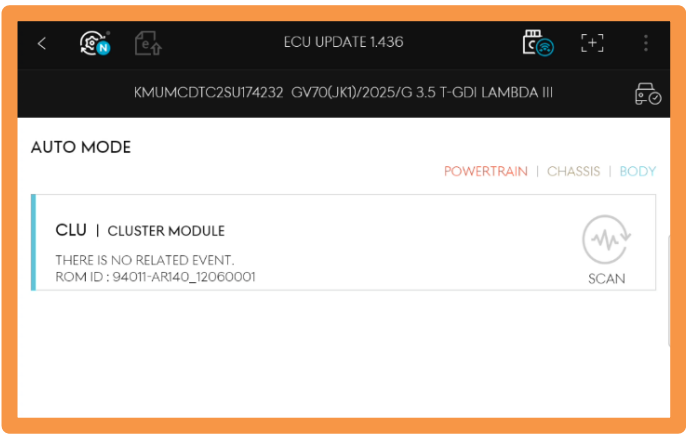 N
ECU UPDATE 1.436
KMUMCDTC2SU174232 GV70(JK1)/2025/G 3.5 T-GDI LAMBDA III
AUTO MODE
POWERTRAIN | CHASSIS | BODY
CLU | CLUSTER MODULE
THERE IS NO RELATED EVENT.
ROM ID : 94011-AR140_12060001
SCAN